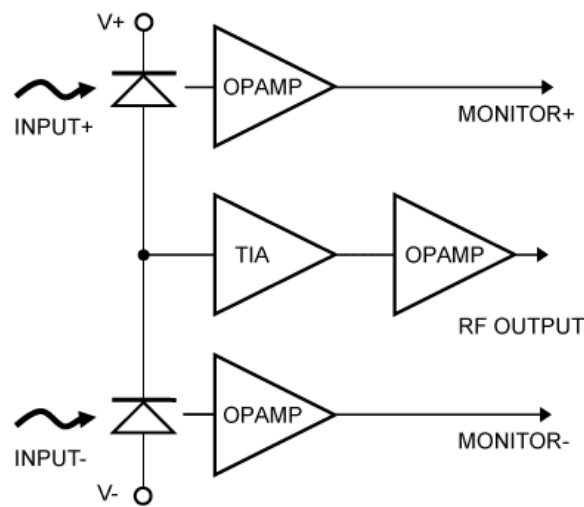 V+
OPAMP
INPUT+
MONITOR+
TIA
OPAMP
RF OUTPUT
OPAMP
INPUT-
MONITOR-
V-